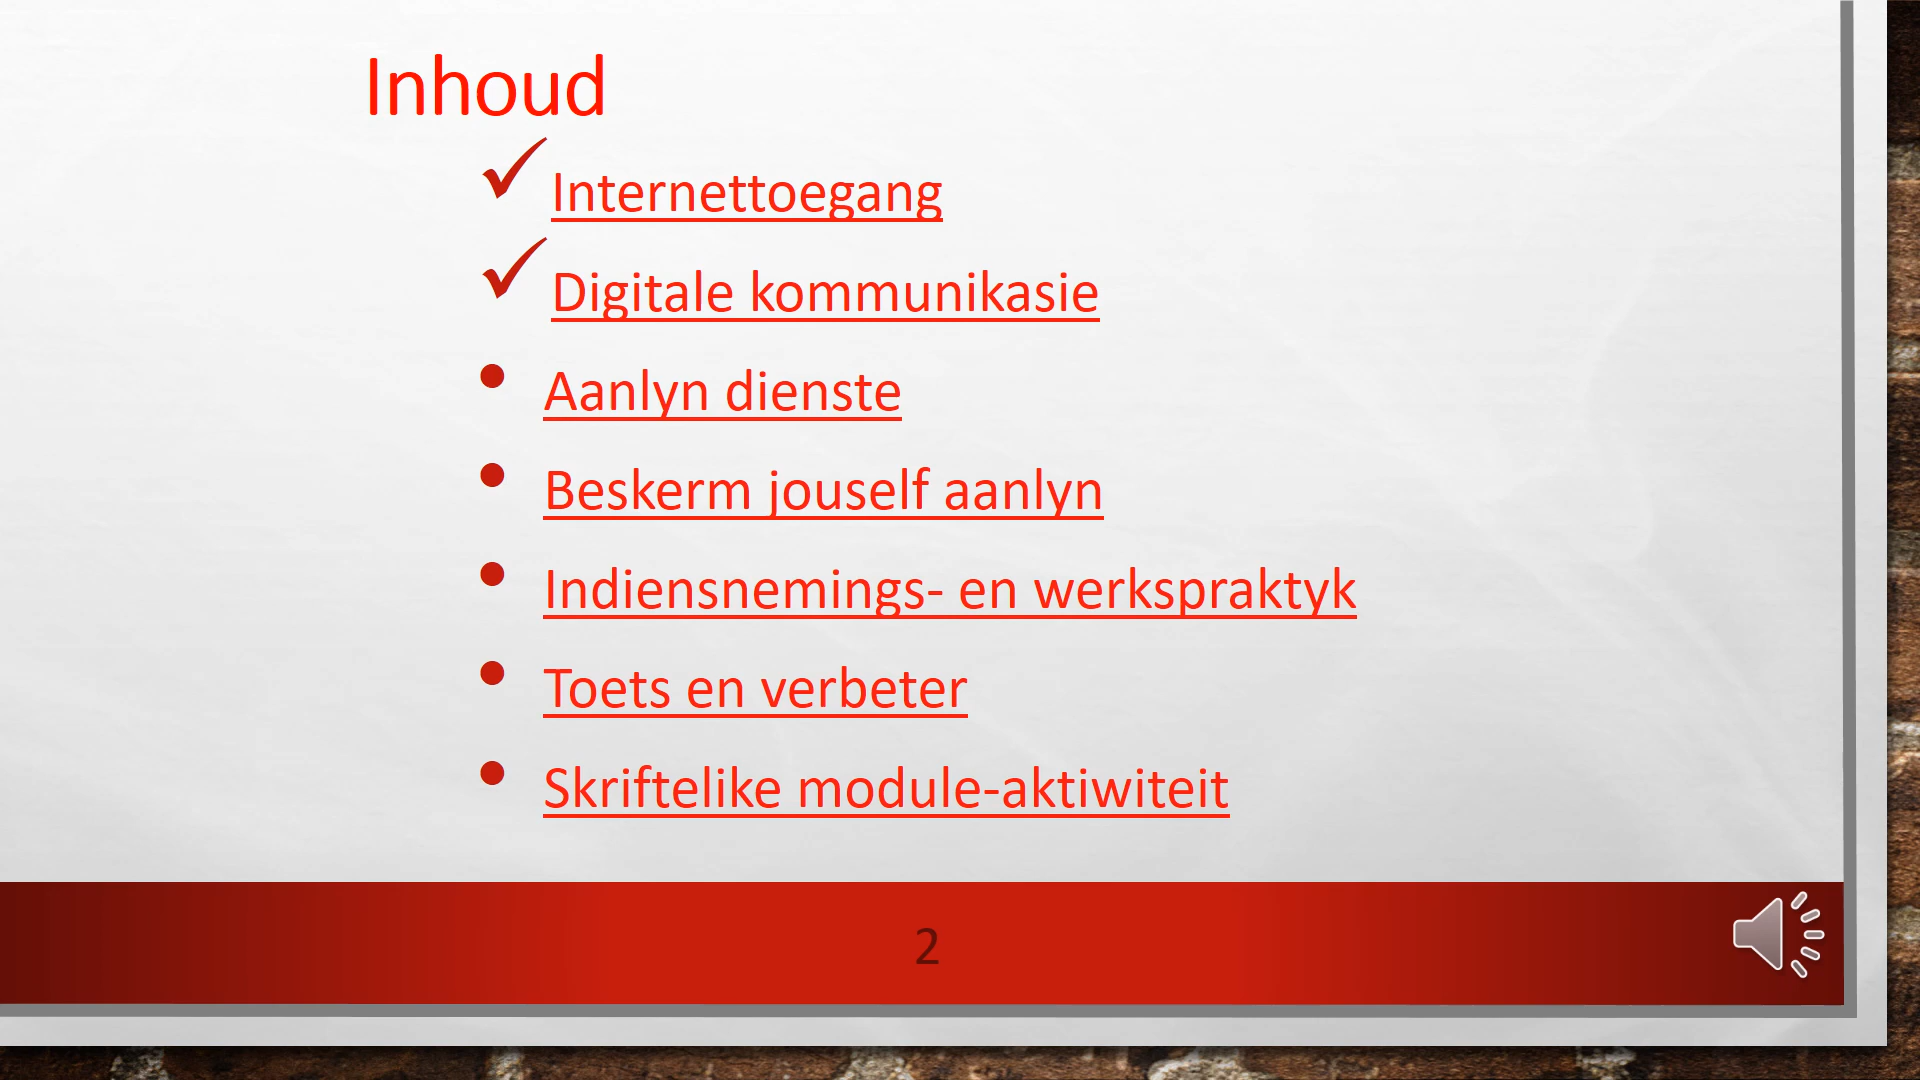 Inhoud
✓ Internettoegang
✓ Digitale kommunikasie
• Aanlyn dienste
• Beskerm jouself aanlyn
• Indiensnemings- en werkspraktyk
• Toets en verbeter
• Skriftelike module-aktiwiteit
2